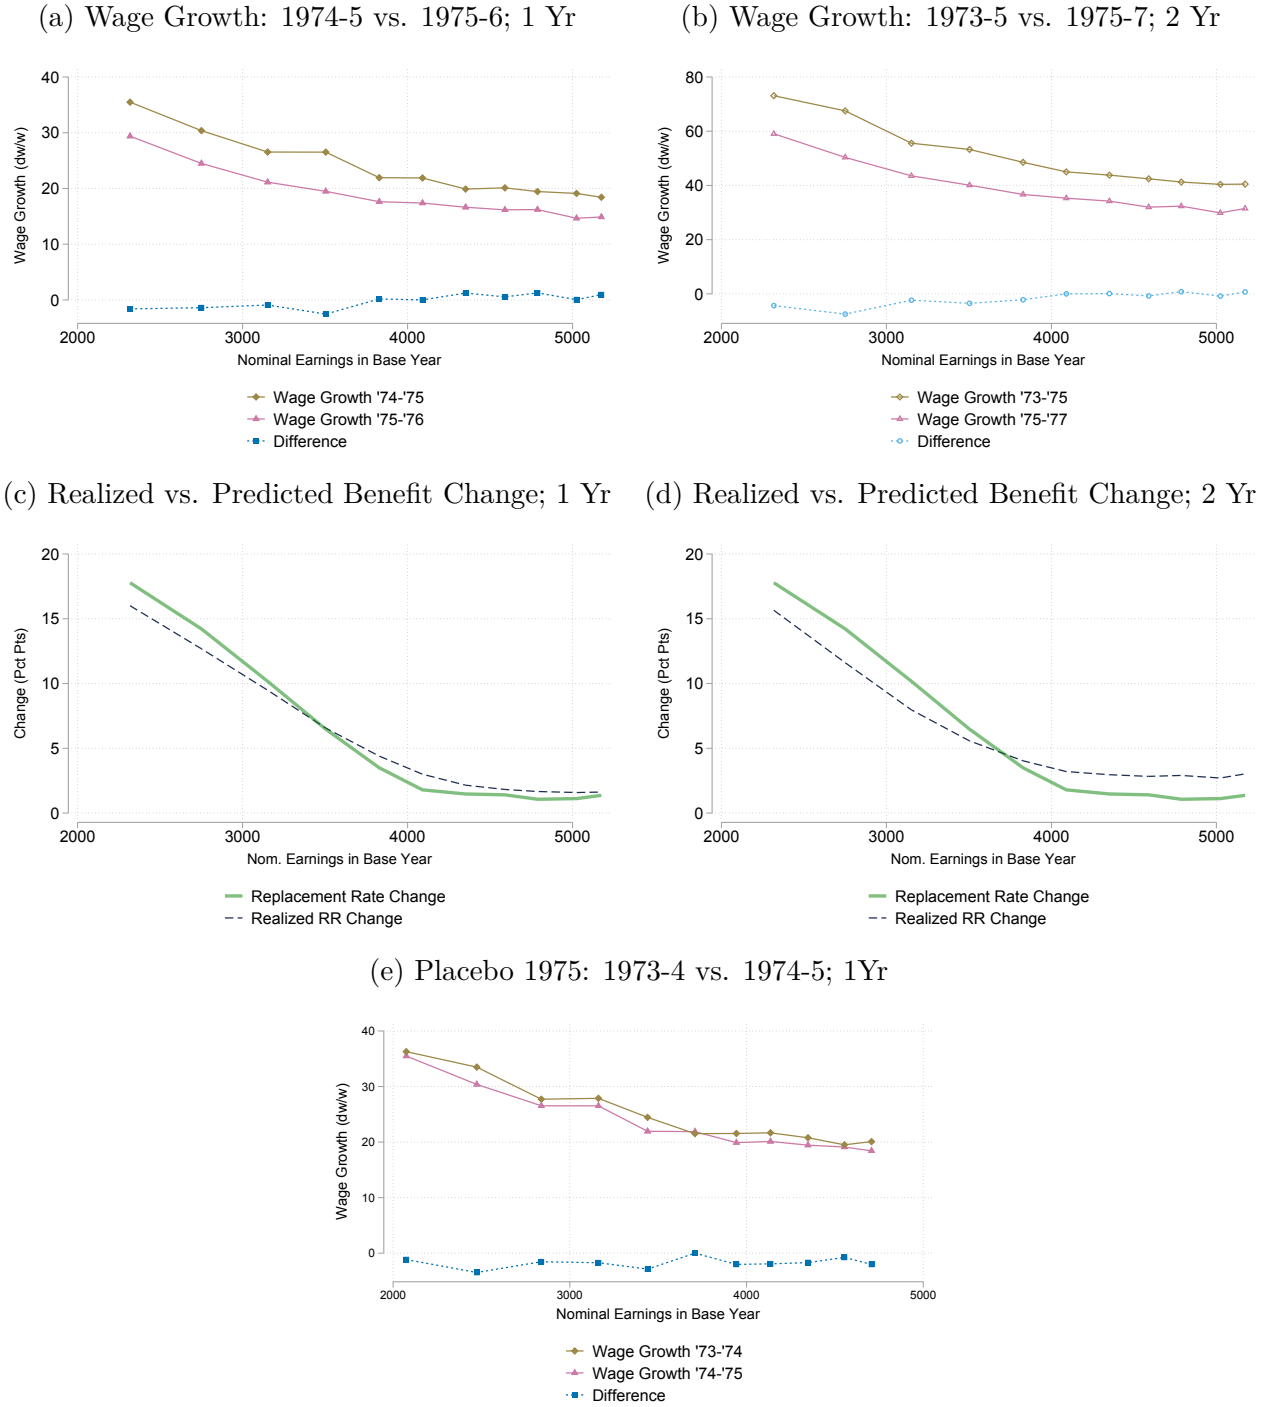 (a) Wage Growth: 1974-5 vs. 1975-6; 1 Yr
40
30
20
10
0
Wage Growth (dw/w)
2000 3000 4000 5000
Nominal Earnings in Base Year
Wage Growth '74-'75
Wage Growth '75-'76
Difference
(b) Wage Growth: 1973-5 vs. 1975-7; 2 Yr
80
60
40
20
0
Wage Growth (dw/w)
2000 3000 4000 5000
Nominal Earnings in Base Year
Wage Growth '73-'75
Wage Growth '75-'77
Difference
(c) Realized vs. Predicted Benefit Change; 1 Yr
20
15
10
5
0
Change (Pct Pts)
2000 3000 4000 5000
Nom. Earnings in Base Year
Replacement Rate Change
Realized RR Change
(d) Realized vs. Predicted Benefit Change; 2 Yr
20
15
10
5
0
Change (Pct Pts)
2000 3000 4000 5000
Nom. Earnings in Base Year
Replacement Rate Change
Realized RR Change
(e) Placebo 1975: 1973-4 vs. 1974-5; 1Yr
40
30
20
10
0
Wage Growth (dw/w)
2000 3000 4000 5000
Nominal Earnings in Base Year
Wage Growth '73-'74
Wage Growth '74-'75
Difference